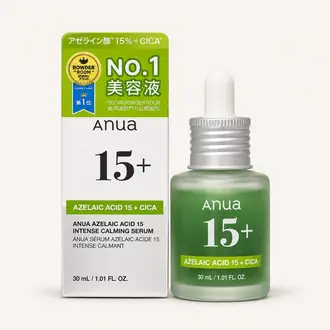 アゼライン酸* 15%+CICA*
POWDER
ROOM
第1位
NO.1
美容液
Anua
15+
AZELAIC ACID 15 + CICA
ANUA AZELAIC ACID 15
INTENSE CALMING SERUM
ANUA SÉRUM AZELAIC ACIDE 15
INTENSE CALMANT
30 ML / 1.01 FL. OZ.
Anua
15+
AZELAIC ACID 15 + CICA
30 ML / 1.01 FL. OZ.